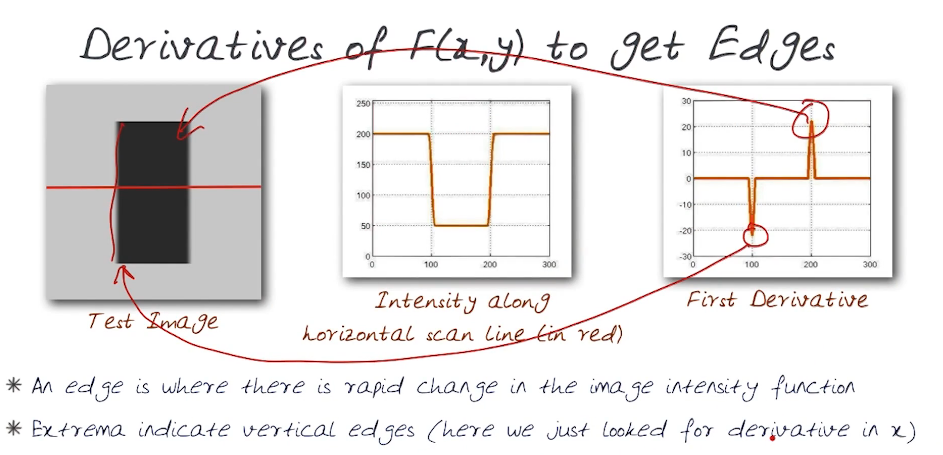 Derivatives of F(x,y) to get Edges
250
200
150
100
50
0
0 100 200 300
30
20
10
0
-10
-20
-30
0 100 200 300
Test Image
Intensity along
horizontal scan line (in red)
First Derivative
* An edge is where there is rapid change in the image intensity function
* Extrema indicate vertical edges (here we just looked for derivative in x)